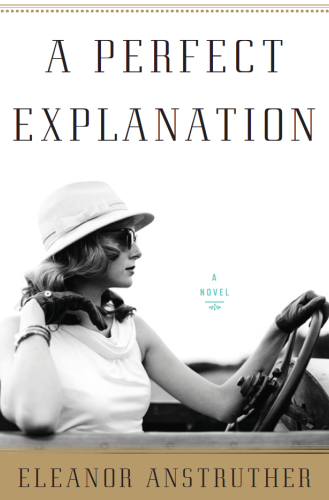 A PERFECT
EXPLANATION
A
NOVEL
ELEANOR ANSTRUTHER